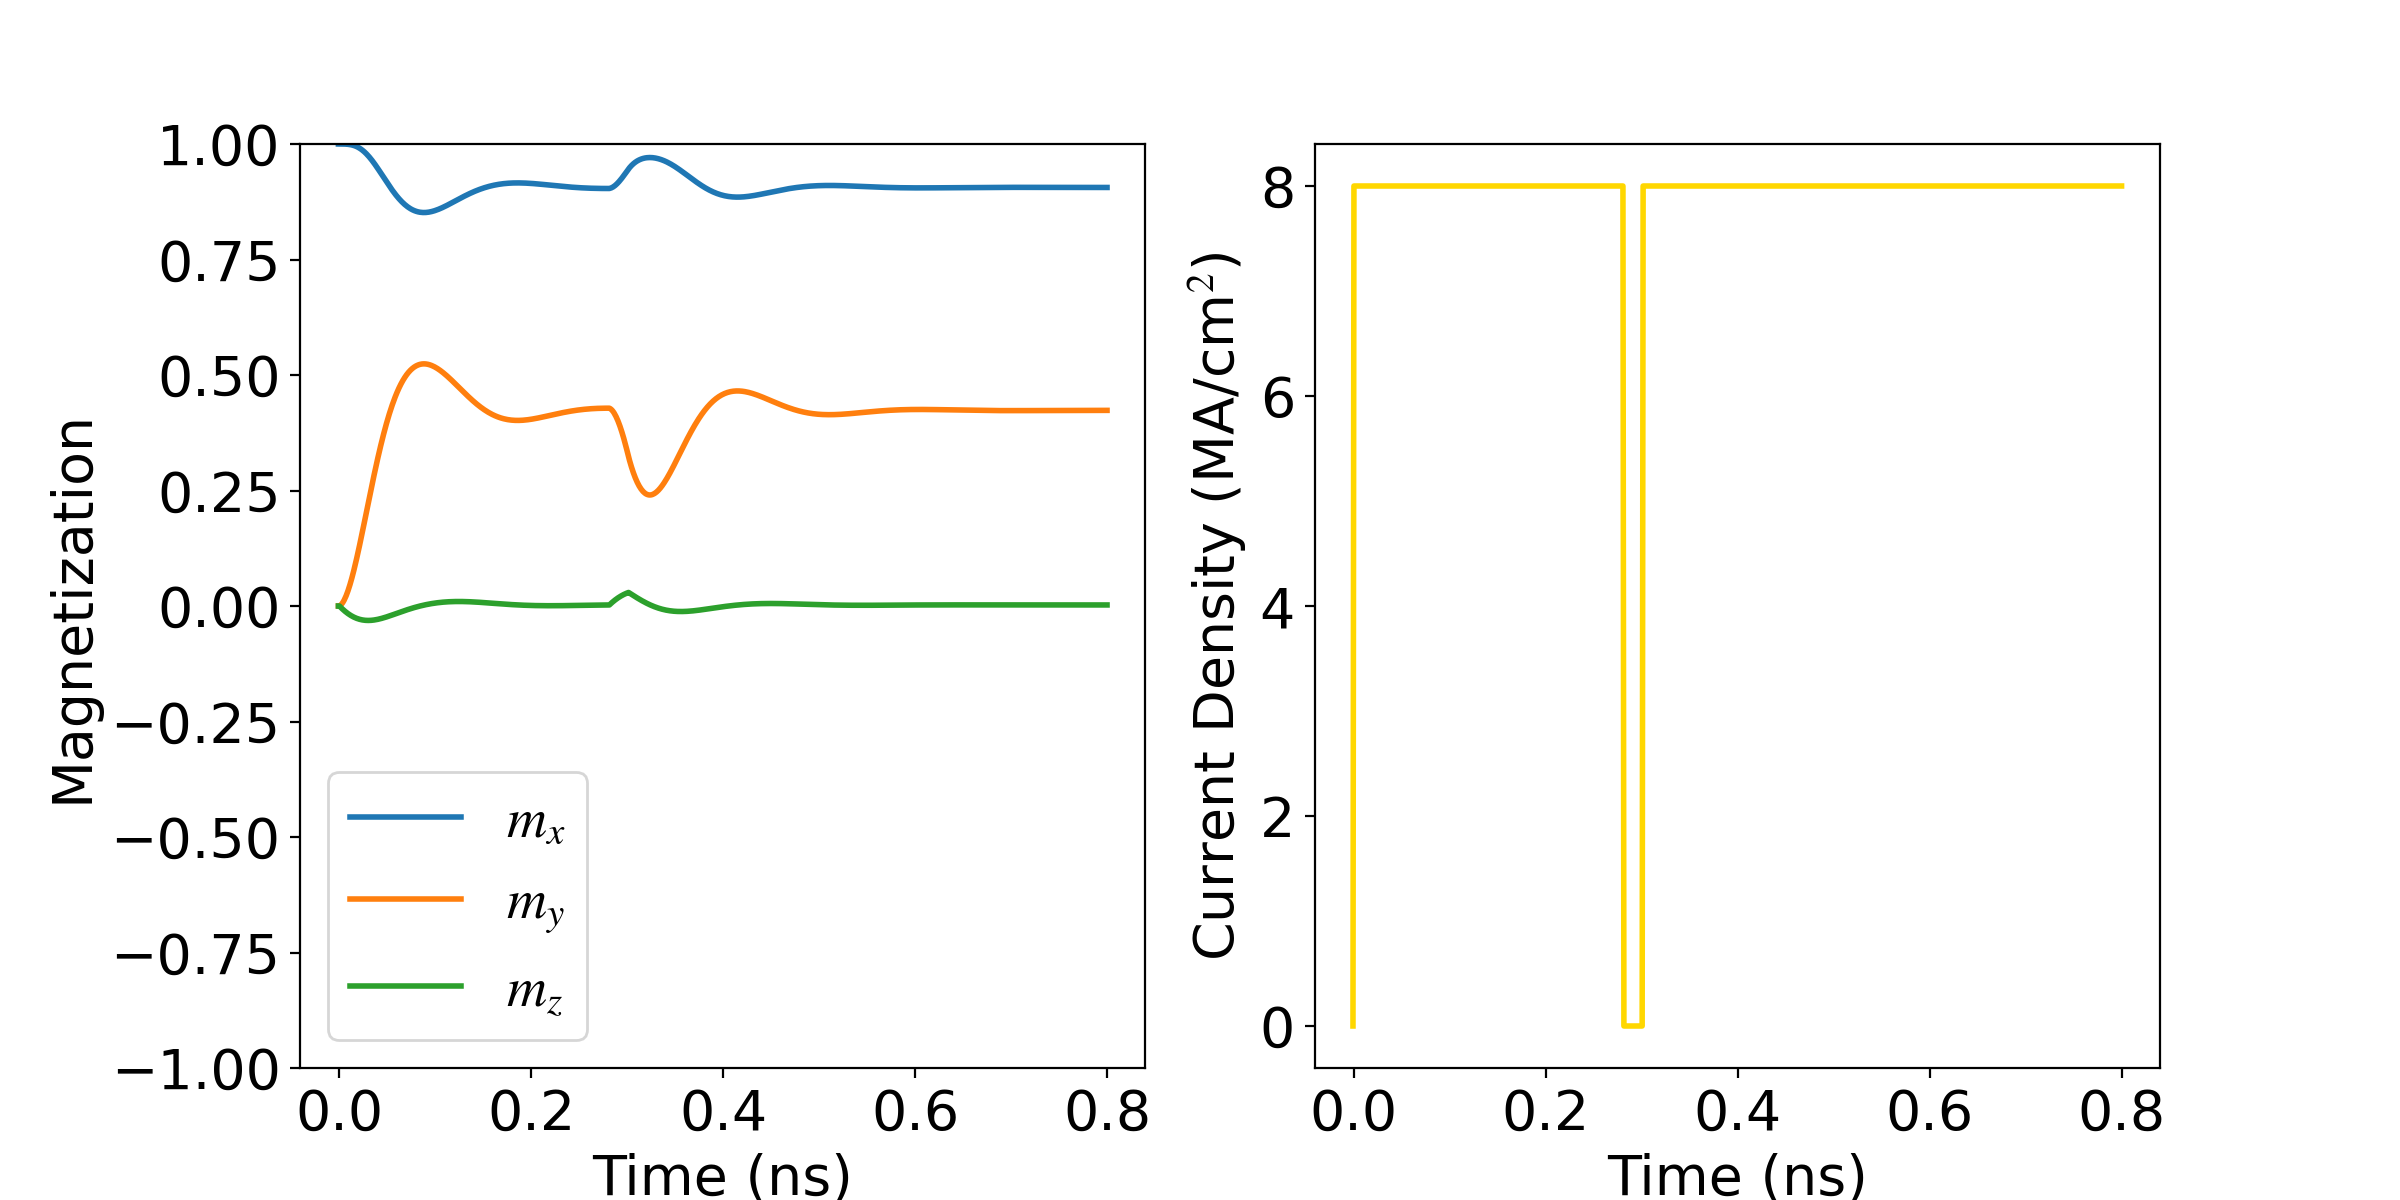 Magnetization
1.00
0.75
0.50
0.25
0.00
−0.25
−0.50
−0.75
−1.00
m_x
m_y
m_z
0.0 0.2 0.4 0.6 0.8
Time (ns)
Current Density (MA/cm²)
8
6
4
2
0
0.0 0.2 0.4 0.6 0.8
Time (ns)